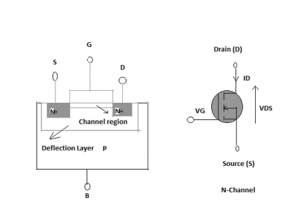 G
S
D
N+
N+
Channel region
Deflection Layer P
B
Drain (D)
ID
VG
VDS
Source (S)
N-Channel